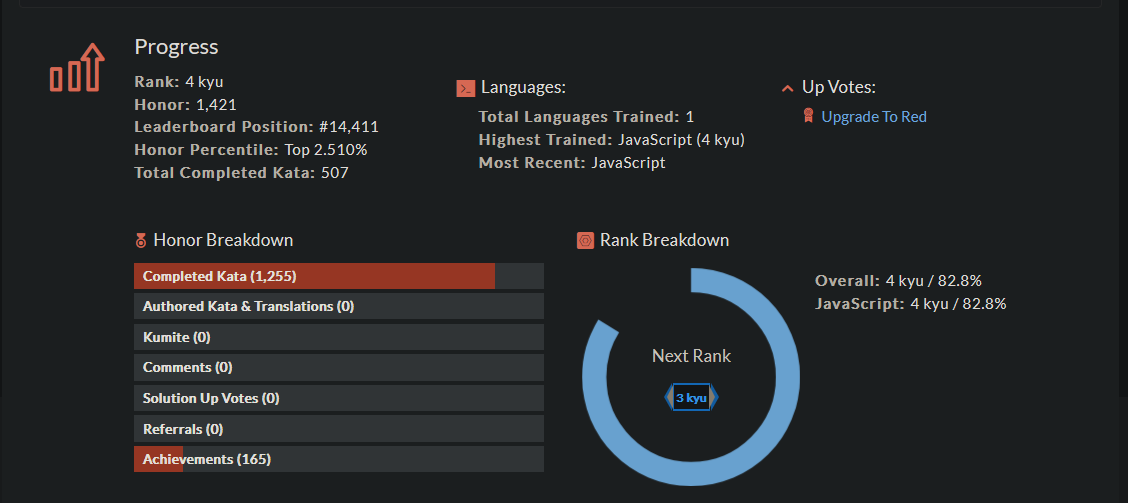 Progress
Rank: 4 kyu
Honor: 1,421
Leaderboard Position: #14,411
Honor Percentile: Top 2.510%
Total Completed Kata: 507
Languages:
Total Languages Trained: 1
Highest Trained: JavaScript (4 kyu)
Most Recent: JavaScript
Up Votes:
Upgrade To Red
Honor Breakdown
Completed Kata (1,255)
Authored Kata & Translations (0)
Kumite (0)
Comments (0)
Solution Up Votes (0)
Referrals (0)
Achievements (165)
Rank Breakdown
Next Rank
3 kyu
Overall: 4 kyu / 82.8%
JavaScript: 4 kyu / 82.8%